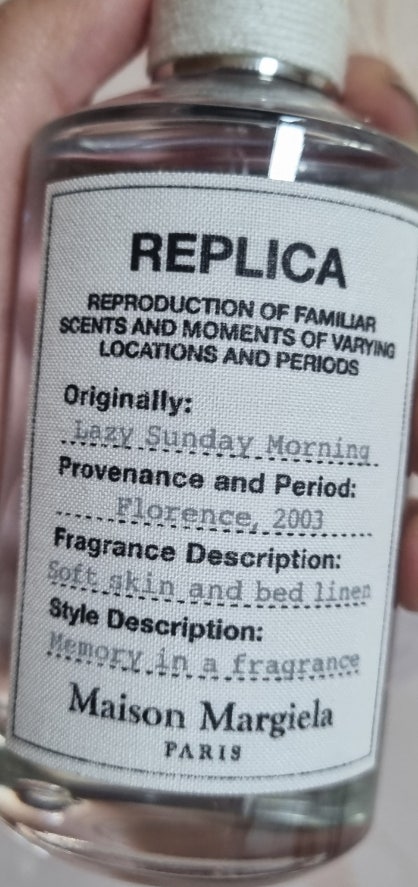 REPLICA
REPRODUCTION OF FAMILIAR
SCENTS AND MOMENTS OF VARYING
LOCATIONS AND PERIODS
Originally:
Lazy Sunday Morning
Provenance and Period:
Florence, 2003
Fragrance Description:
Soft skin and bed linen
Style Description:
Memory in a fragrance
Maison Margiela
PARIS